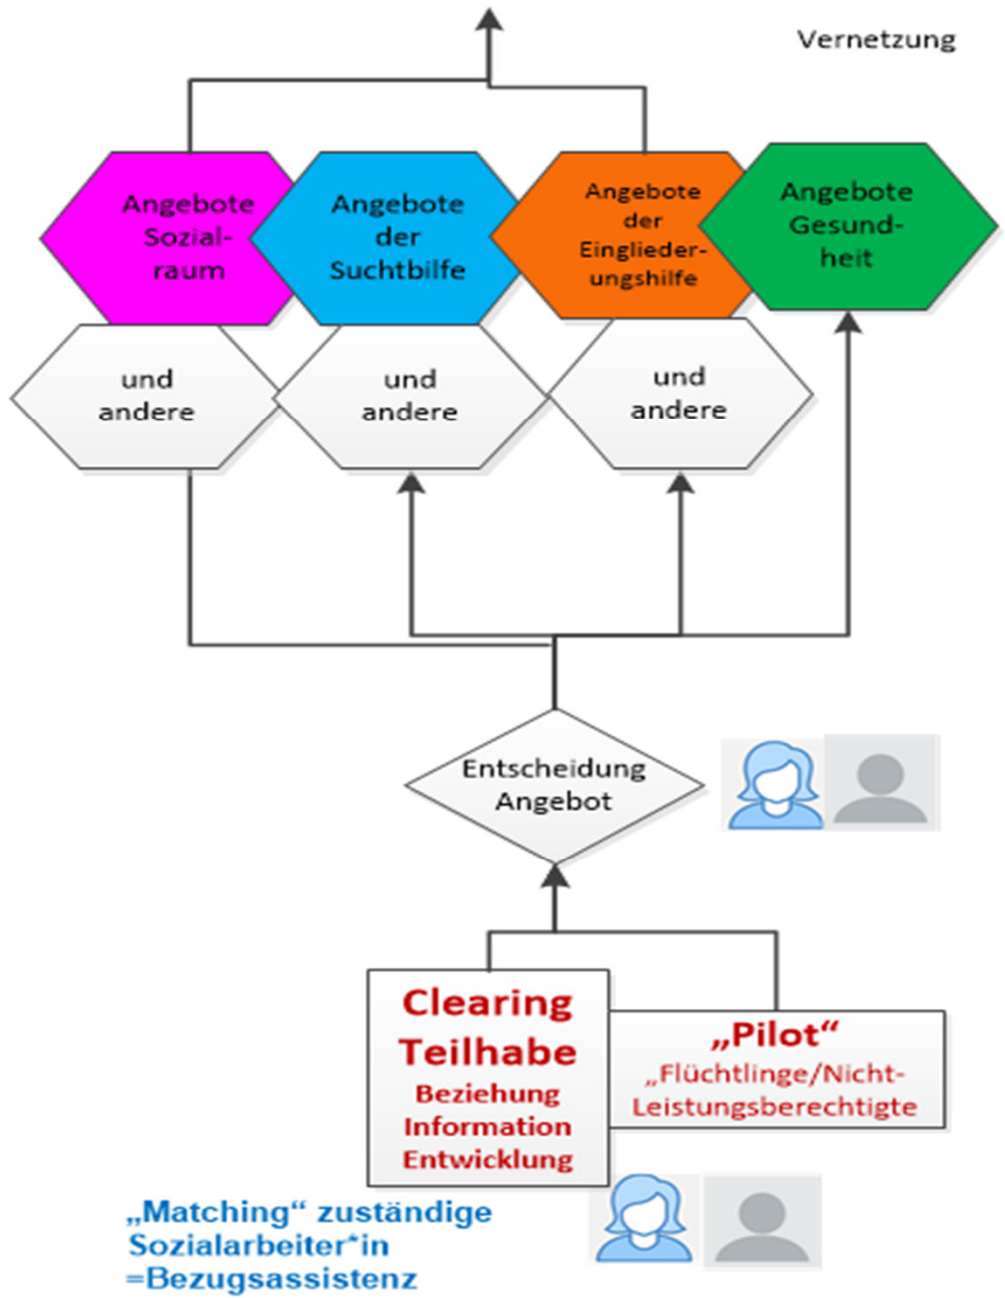 Vernetzung
Angebote
Sozial-
raum
Angebote
der
Suchtbilfe
Angebote
der
Einglieder-
ungshilfe
Angebote
Gesund-
heit
und
andere
und
andere
und
andere
Entscheidung
Angebot
Clearing
Teilhabe
Beziehung
Information
Entwicklung
„Pilot“
„Flüchtlinge/Nicht-
Leistungsberechtigte
„Matching“ zuständige
Sozialarbeiter*in
=Bezugsassistenz